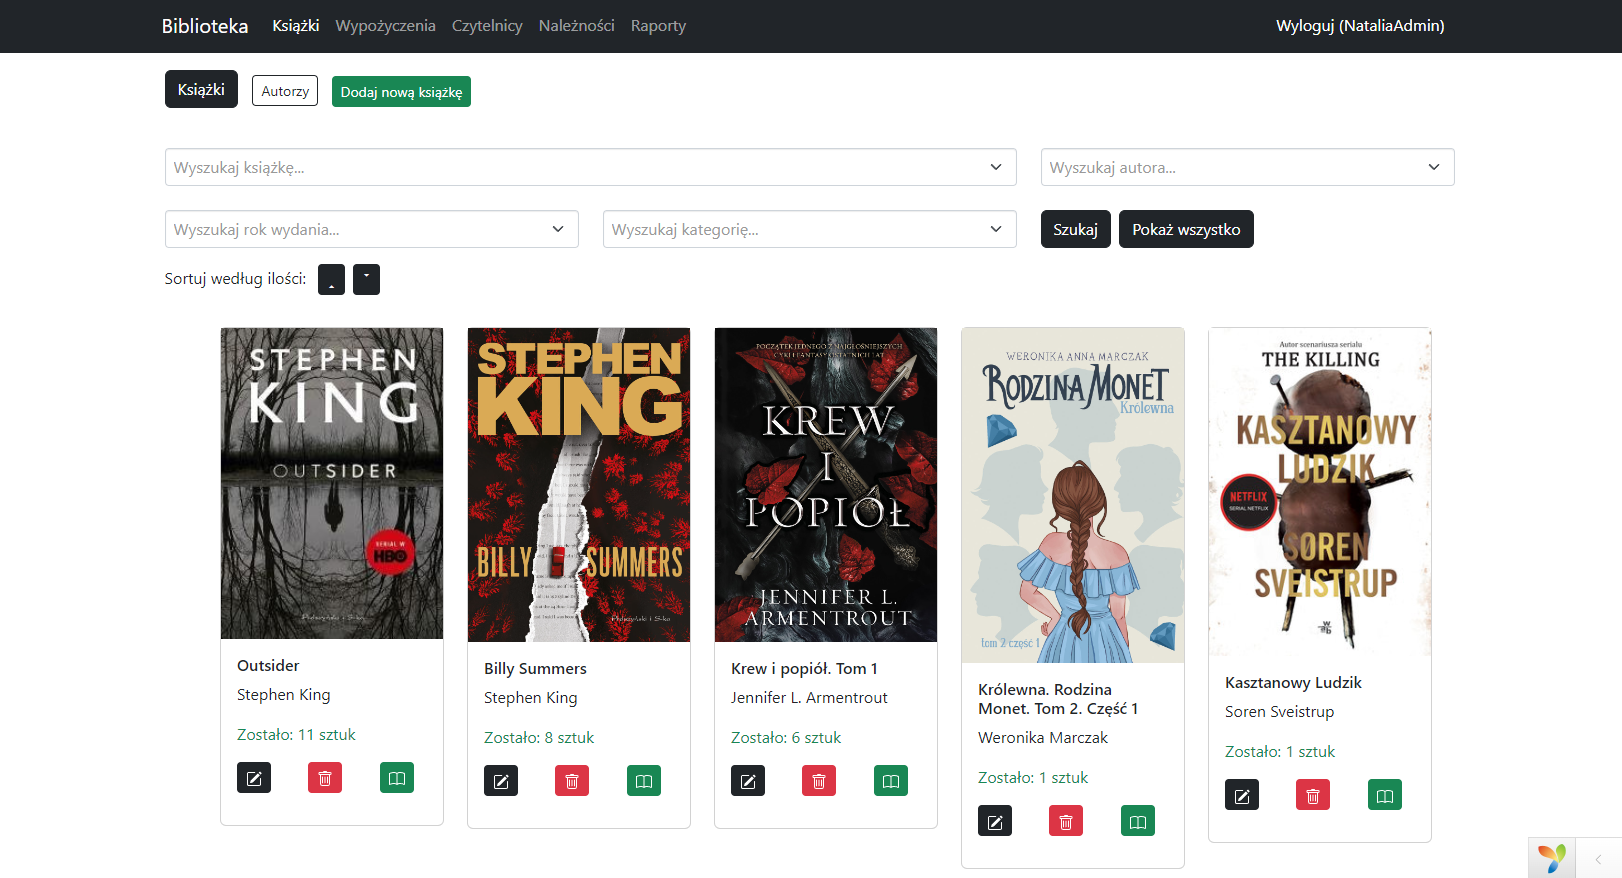 Biblioteka Książki Wypożyczenia Czytelnicy Należności Raporty Wyloguj (NataliaAdmin)
Książki Autorzy Dodaj nową książkę
Wyszukaj książkę... Wyszukaj autora...
Wyszukaj rok wydania... Wyszukaj kategorię... Szukaj Pokaż wszystko
Sortuj według ilości:
STEPHEN
KING
OUTSIDER
SERIAL W
HBO
Prószyński i S-ka
Outsider
Stephen King
Zostało: 11 sztuk
STEPHEN
KING
BILLY SUMMERS
Prószyński i S-ka
Billy Summers
Stephen King
Zostało: 8 sztuk
POCZĄTEK JEDNEGO Z NAJGŁOŚNIEJSZYCH
CYKLI FANTASY OSTATNICH LAT
KREW
I
POPIÓŁ
JENNIFER L.
ARMENTROUT
Krew i popiół. Tom 1
Jennifer L. Armentrout
Zostało: 6 sztuk
WERONIKA ANNA MARCZAK
RODZINA MONET
Królewna
tom 2 część 1
Królewna. Rodzina
Monet. Tom 2. Część 1
Weronika Marczak
Zostało: 1 sztuk
Autor scenariusza serialu
THE KILLING
KASZTANOWY
LUDZIK
NETFLIX
SERIAL NETFLIX
SØREN
SVEISTRUP
Kasztanowy Ludzik
Soren Sveistrup
Zostało: 1 sztuk